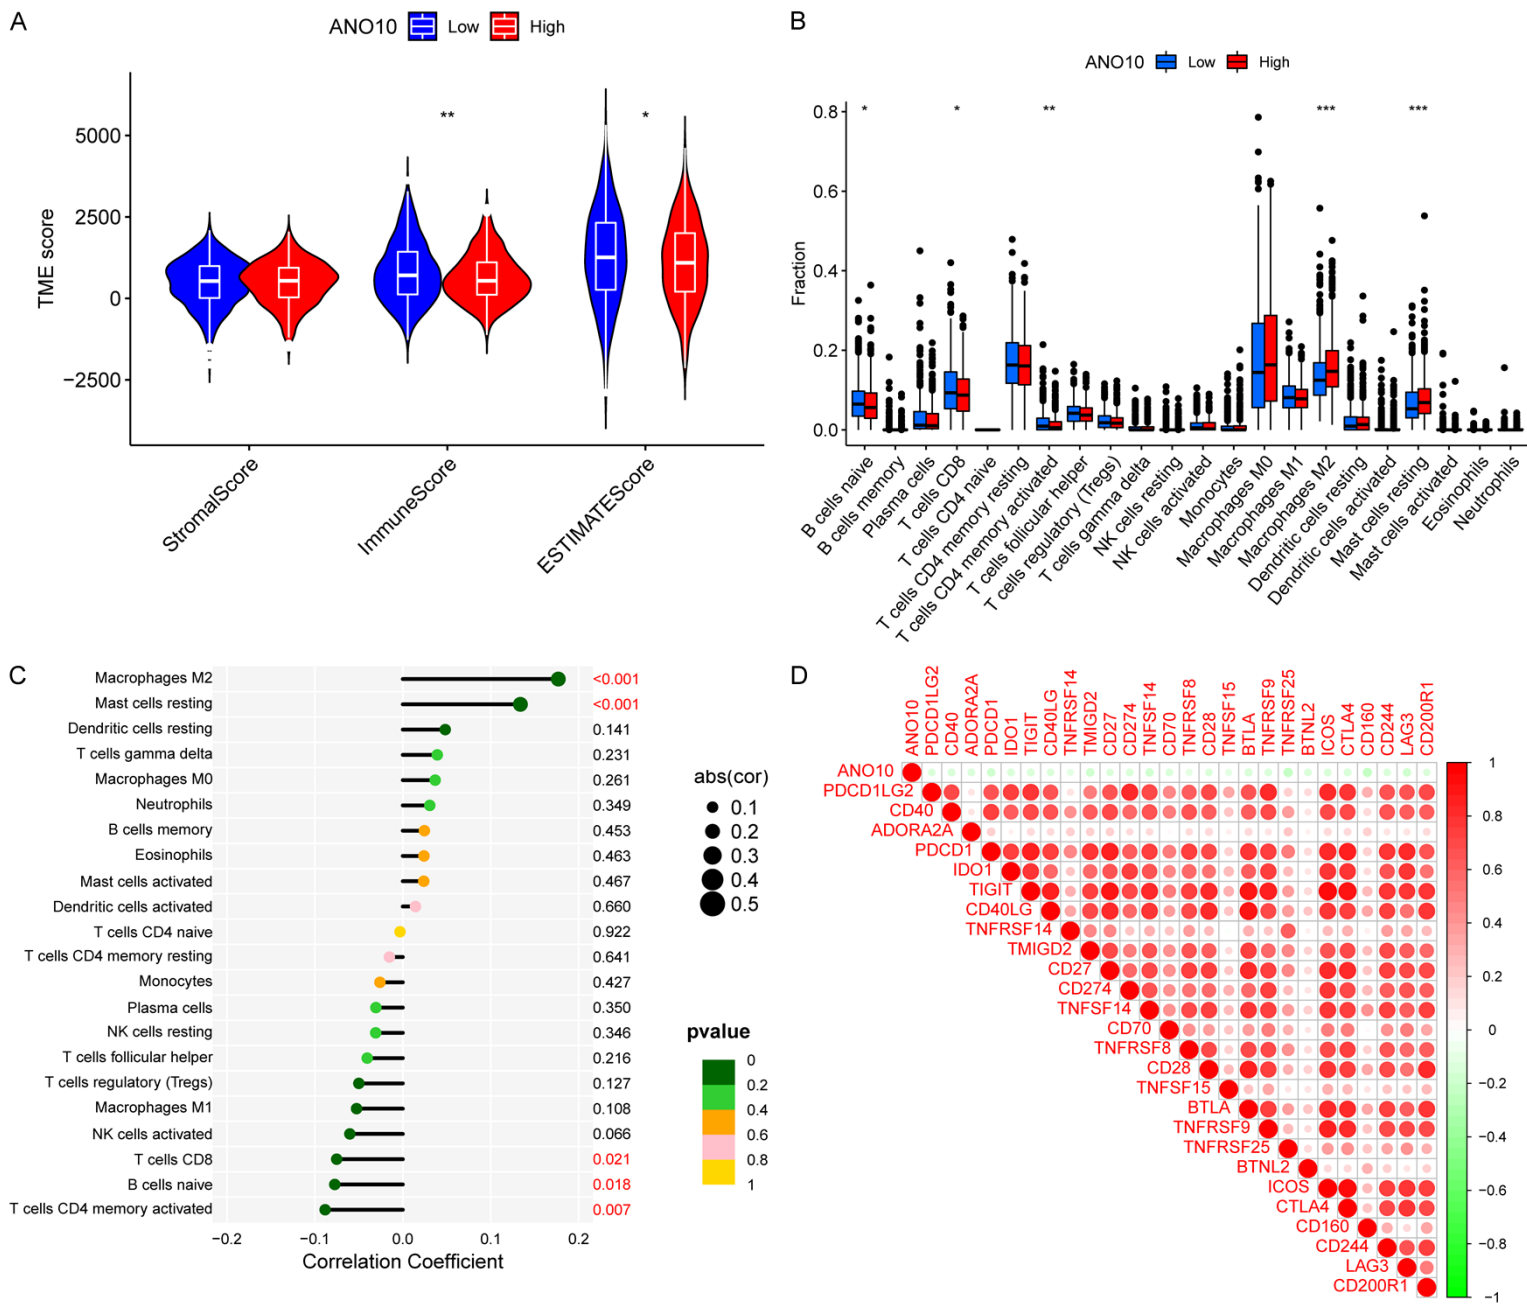 A
ANO10 Low High
** *
5000
2500
0
−2500
TME score
StromalScore
ImmuneScore
ESTIMATEScore
B
ANO10 Low High
* * ** *** ***
0.8
0.6
0.4
0.2
0.0
Fraction
B cells naive
B cells memory
Plasma cells
T cells CD8
T cells CD4 naive
T cells CD4 memory resting
T cells CD4 memory activated
T cells follicular helper
T cells regulatory (Tregs)
T cells gamma delta
NK cells resting
NK cells activated
Monocytes
Macrophages M0
Macrophages M1
Macrophages M2
Dendritic cells resting
Dendritic cells activated
Mast cells resting
Mast cells activated
Eosinophils
Neutrophils
C
Macrophages M2 <0.001
Mast cells resting <0.001
Dendritic cells resting 0.141
T cells gamma delta 0.231
Macrophages M0 0.261
Neutrophils 0.349
B cells memory 0.453
Eosinophils 0.463
Mast cells activated 0.467
Dendritic cells activated 0.660
T cells CD4 naive 0.922
T cells CD4 memory resting 0.641
Monocytes 0.427
Plasma cells 0.350
NK cells resting 0.346
T cells follicular helper 0.216
T cells regulatory (Tregs) 0.127
Macrophages M1 0.108
NK cells activated 0.066
T cells CD8 0.021
B cells naive 0.018
T cells CD4 memory activated 0.007
−0.2 −0.1 0.0 0.1 0.2
Correlation Coefficient
abs(cor)
0.1
0.2
0.3
0.4
0.5
pvalue
0
0.2
0.4
0.6
0.8
1
D
ANO10
PDCD1LG2
CD40
ADORA2A
PDCD1
IDO1
TIGIT
CD40LG
TNFRSF14
TMIGD2
CD27
CD274
TNFSF14
CD70
TNFRSF8
CD28
TNFSF15
BTLA
TNFRSF9
TNFRSF25
BTNL2
ICOS
CTLA4
CD160
CD244
LAG3
CD200R1
ANO10
PDCD1LG2
CD40
ADORA2A
PDCD1
IDO1
TIGIT
CD40LG
TNFRSF14
TMIGD2
CD27
CD274
TNFSF14
CD70
TNFRSF8
CD28
TNFSF15
BTLA
TNFRSF9
TNFRSF25
BTNL2
ICOS
CTLA4
CD160
CD244
LAG3
CD200R1
1
0.8
0.6
0.4
0.2
0
−0.2
−0.4
−0.6
−0.8
−1